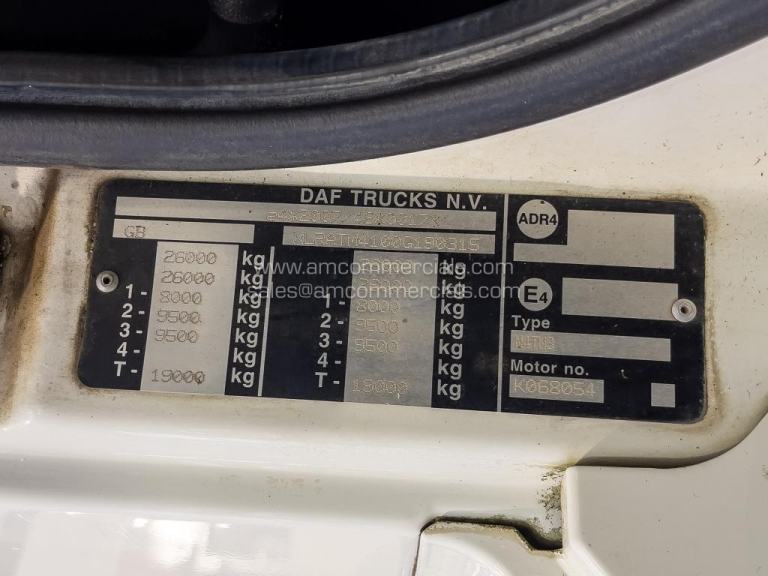 DAF TRUCKS N.V.
GB
26000 kg
26000 kg
1- 8000 kg
2- 9500 kg
3- 9500 kg
4- kg
T- 19000 kg
kg
kg
1- 8000 kg
2- 9500 kg
3- 9500 kg
4- kg
T- 19000 kg
ADR4
E4
Type
Motor no.
K068054
www.amcommercials.com
sales@amcommercials.com